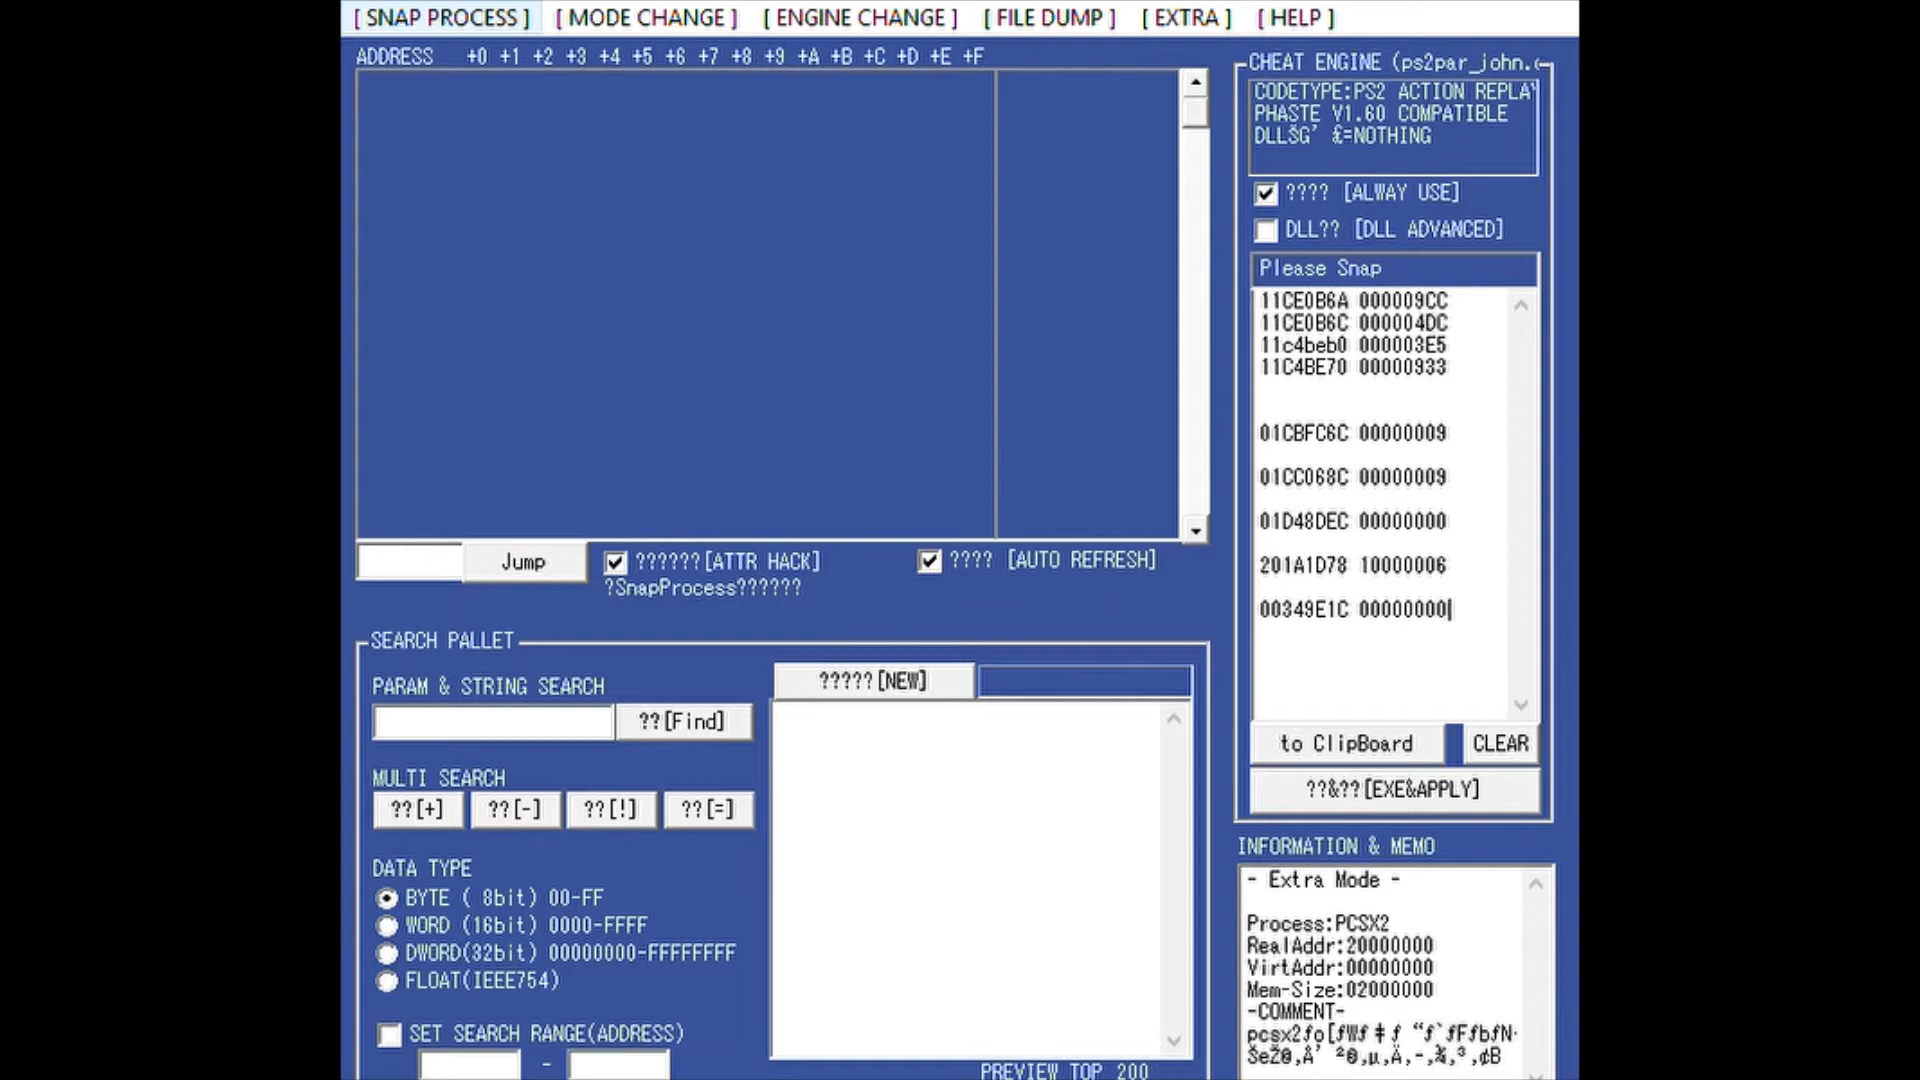 [ SNAP PROCESS ] [ MODE CHANGE ] [ ENGINE CHANGE ] [ FILE DUMP ] [ EXTRA ] [ HELP ]
ADDRESS +0 +1 +2 +3 +4 +5 +6 +7 +8 +9 +A +B +C +D +E +F
Jump
??????[ATTR HACK]
?SnapProcess??????
???? [AUTO REFRESH]
SEARCH PALLET
PARAM & STRING SEARCH
??[Find]
MULTI SEARCH
??[+] ??[-] ??[!] ??[=]
DATA TYPE
BYTE ( 8bit) 00-FF
WORD (16bit) 0000-FFFF
DWORD(32bit) 00000000-FFFFFFFF
FLOAT(IEEE754)
SET SEARCH RANGE(ADDRESS)
-
?????[NEW]
PREVIEW TOP 200
CHEAT ENGINE (ps2par_john.
CODETYPE:PS2 ACTION REPLAY
PHASTE V1.60 COMPATIBLE
DLLŠG’ £=NOTHING
???? [ALWAY USE]
DLL?? [DLL ADVANCED]
Please Snap
11CE0B6A 000009CC
11CE0B6C 000004DC
11c4beb0 000003E5
11C4BE70 00000933
01CBFC6C 00000009
01CC068C 00000009
01D48DEC 00000000
201A1D78 10000006
00349E1C 00000000
to ClipBoard CLEAR
??&??[EXE&APPLY]
INFORMATION & MEMO
- Extra Mode -
Process:PCSX2
RealAddr:20000000
VirtAddr:00000000
Mem-Size:02000000
-COMMENT-